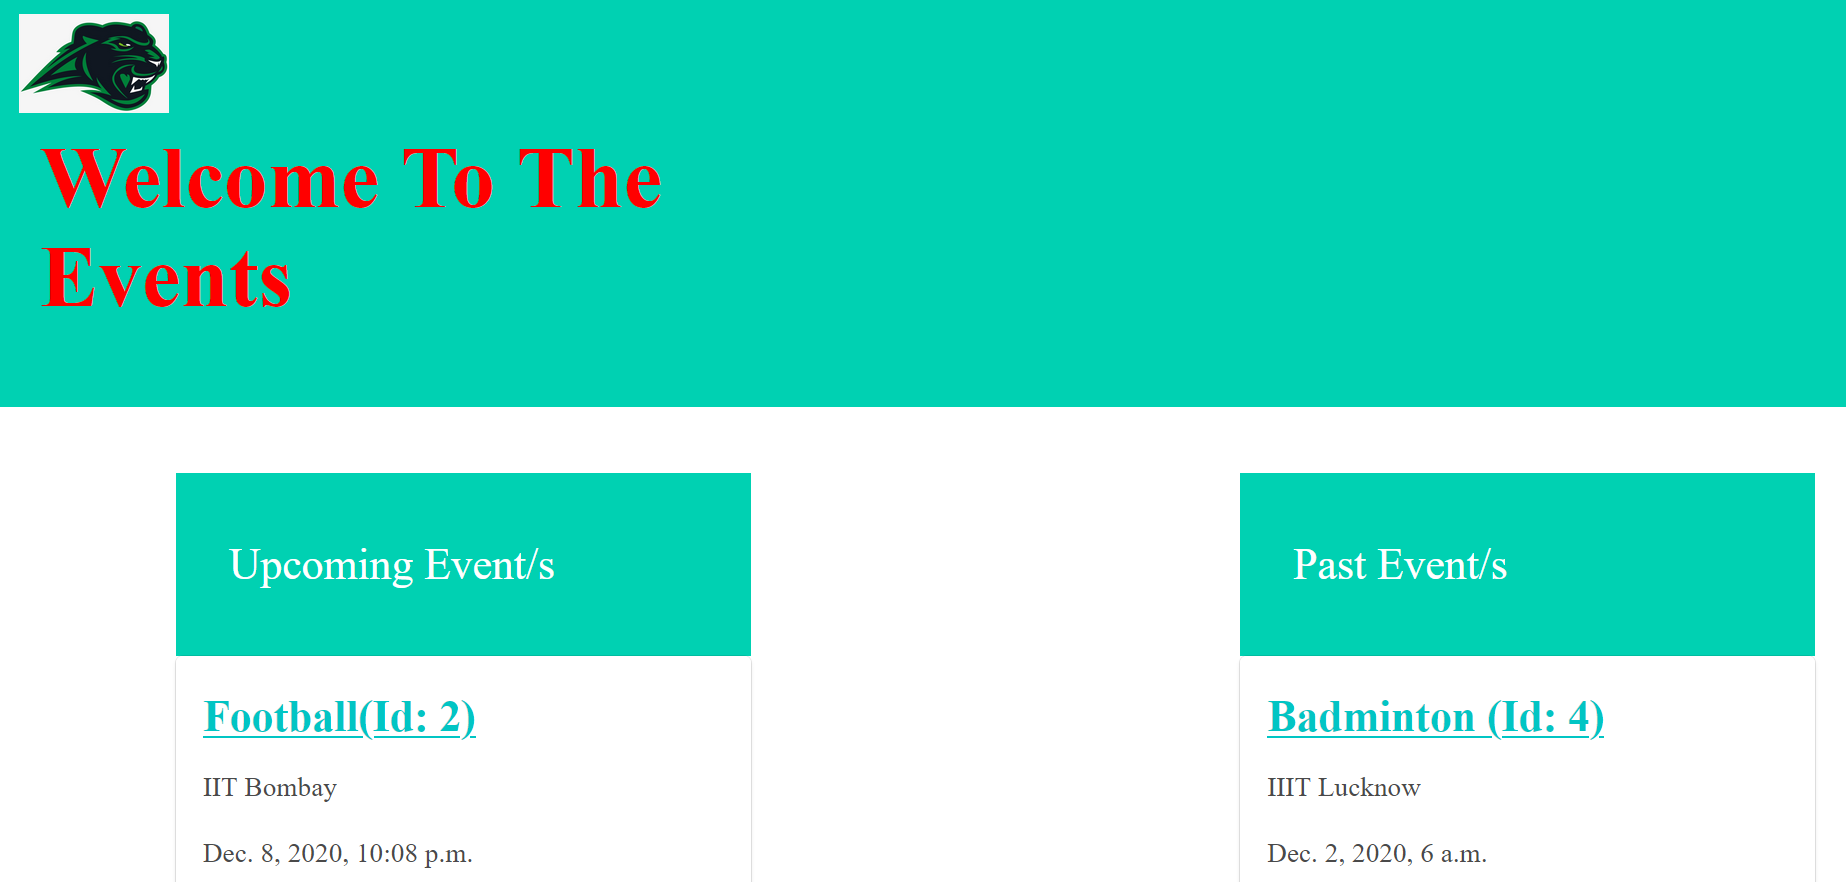 Welcome To The
Events
Upcoming Event/s
Football(Id: 2)
IIT Bombay
Dec. 8, 2020, 10:08 p.m.
Past Event/s
Badminton (Id: 4)
IIIT Lucknow
Dec. 2, 2020, 6 a.m.